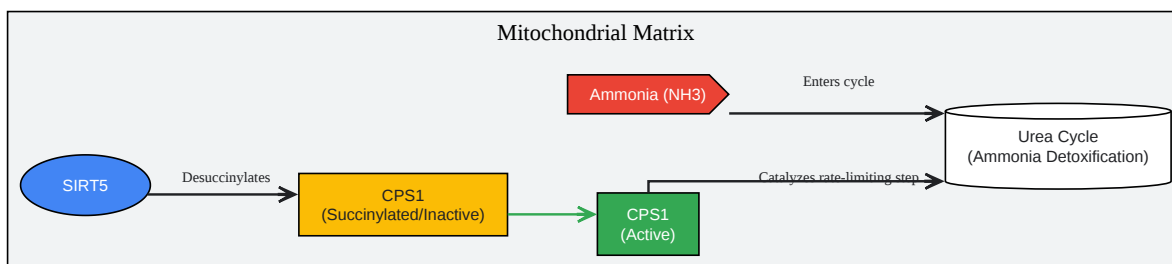 Mitochondrial Matrix
Ammonia (NH3)
Enters cycle
Urea Cycle
(Ammonia Detoxification)
SIRT5
Desuccinylates
CPS1
(Succinylated/Inactive)
CPS1
(Active)
Catalyzes rate-limiting step